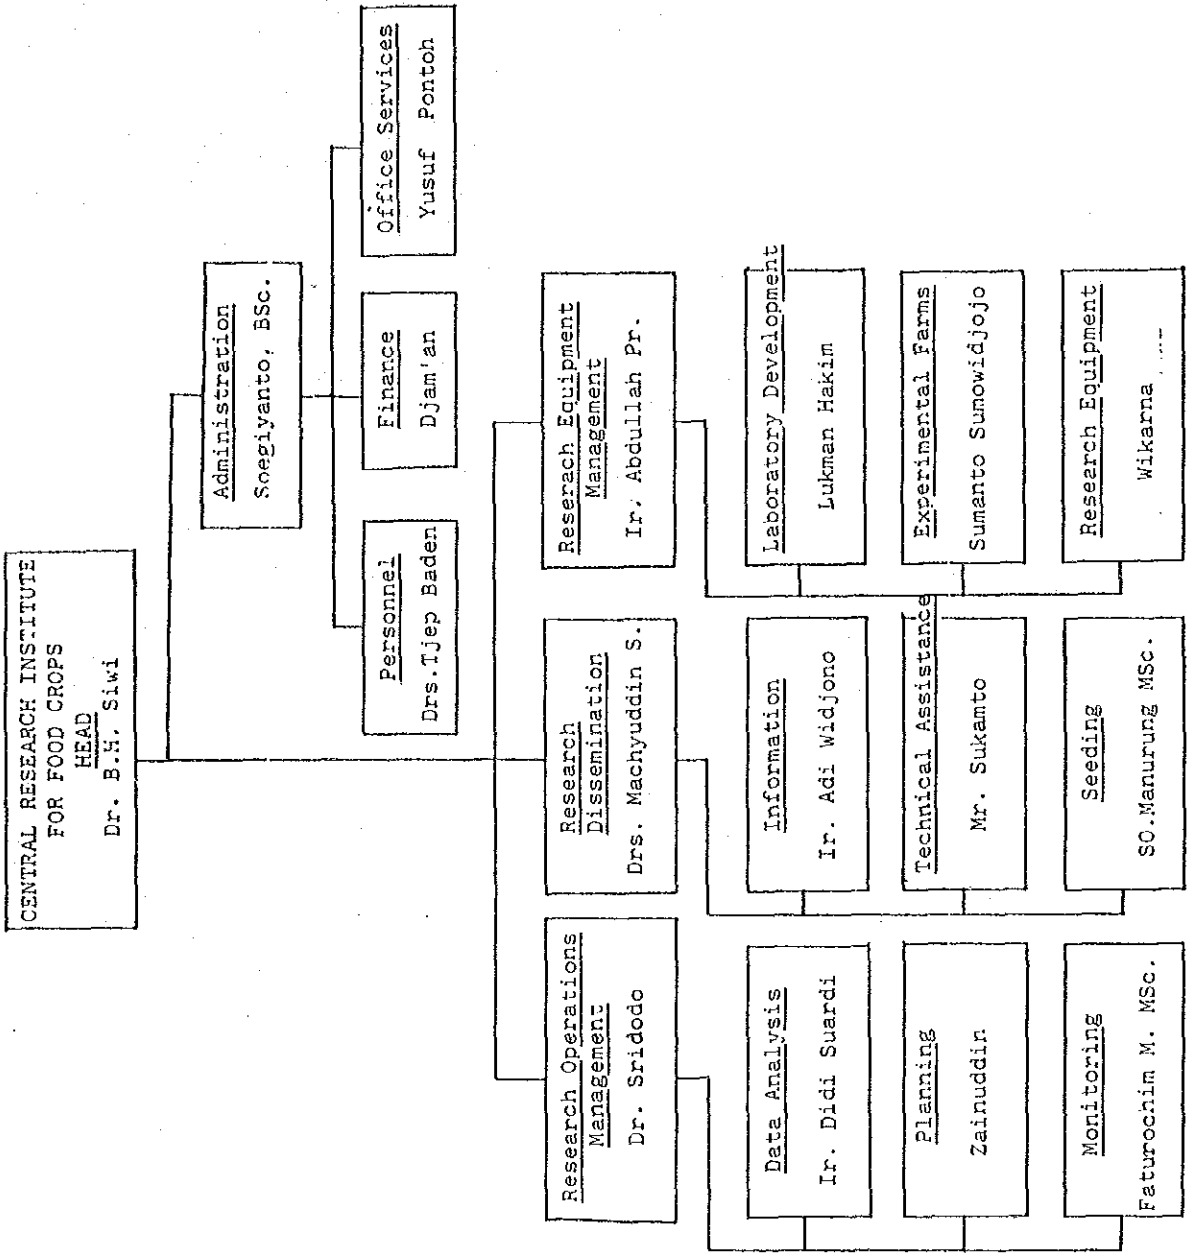 CENTRAL RESEARCH INSTITUTE
FOR FOOD CROPS
HEAD
Dr. B.H. Siwi
Administration
Soegiyanto, BSc.
Personnel
Drs.Tjep Baden
Finance
Djam'an
Office Services
Yusuf Pontoh
Research Operations
Management
Dr. Sridodo
Research
Dissemination
Drs. Machyuddin S.
Reserach Equipment
Management
Ir. Abdullah Pr.
Data Analysis
Ir. Didi Suardi
Information
Ir. Adi Widjono
Laboratory Development
Lukman Hakim
Planning
Zainuddin
Technical Assistance
Mr. Sukamto
Experimental Farms
Sumanto Sumowidjojo
Monitoring
Faturochim M. MSc.
Seeding
SO.Manurung MSc.
Research Equipment
Wikarna